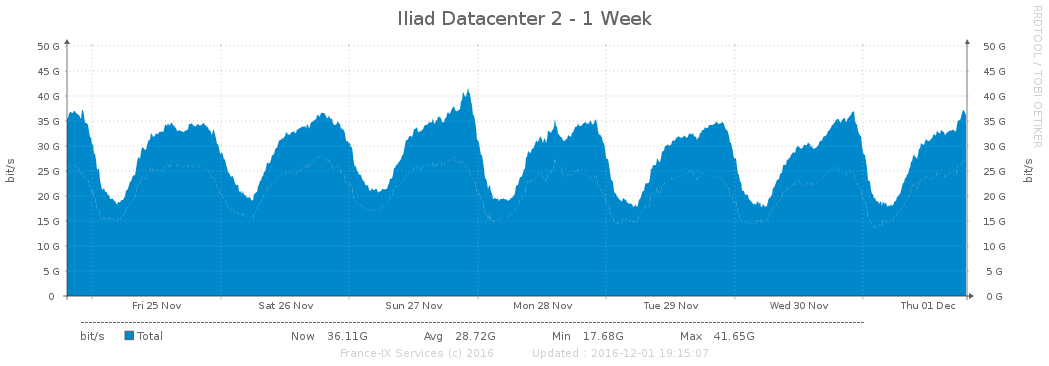 Iliad Datacenter 2 - 1 Week
RRDTOOL / TOBI OETIKER
50 G 50 G
45 G 45 G
40 G 40 G
35 G 35 G
30 G 30 G
25 G 25 G
20 G 20 G
15 G 15 G
10 G 10 G
5 G 5 G
0 0 G
bit/s bit/s
Fri 25 Nov Sat 26 Nov Sun 27 Nov Mon 28 Nov Tue 29 Nov Wed 30 Nov Thu 01 Dec
bit/s Total Now 36.11G Avg 28.72G Min 17.68G Max 41.65G
France-IX Services (c) 2016 Updated : 2016-12-01 19:15:07